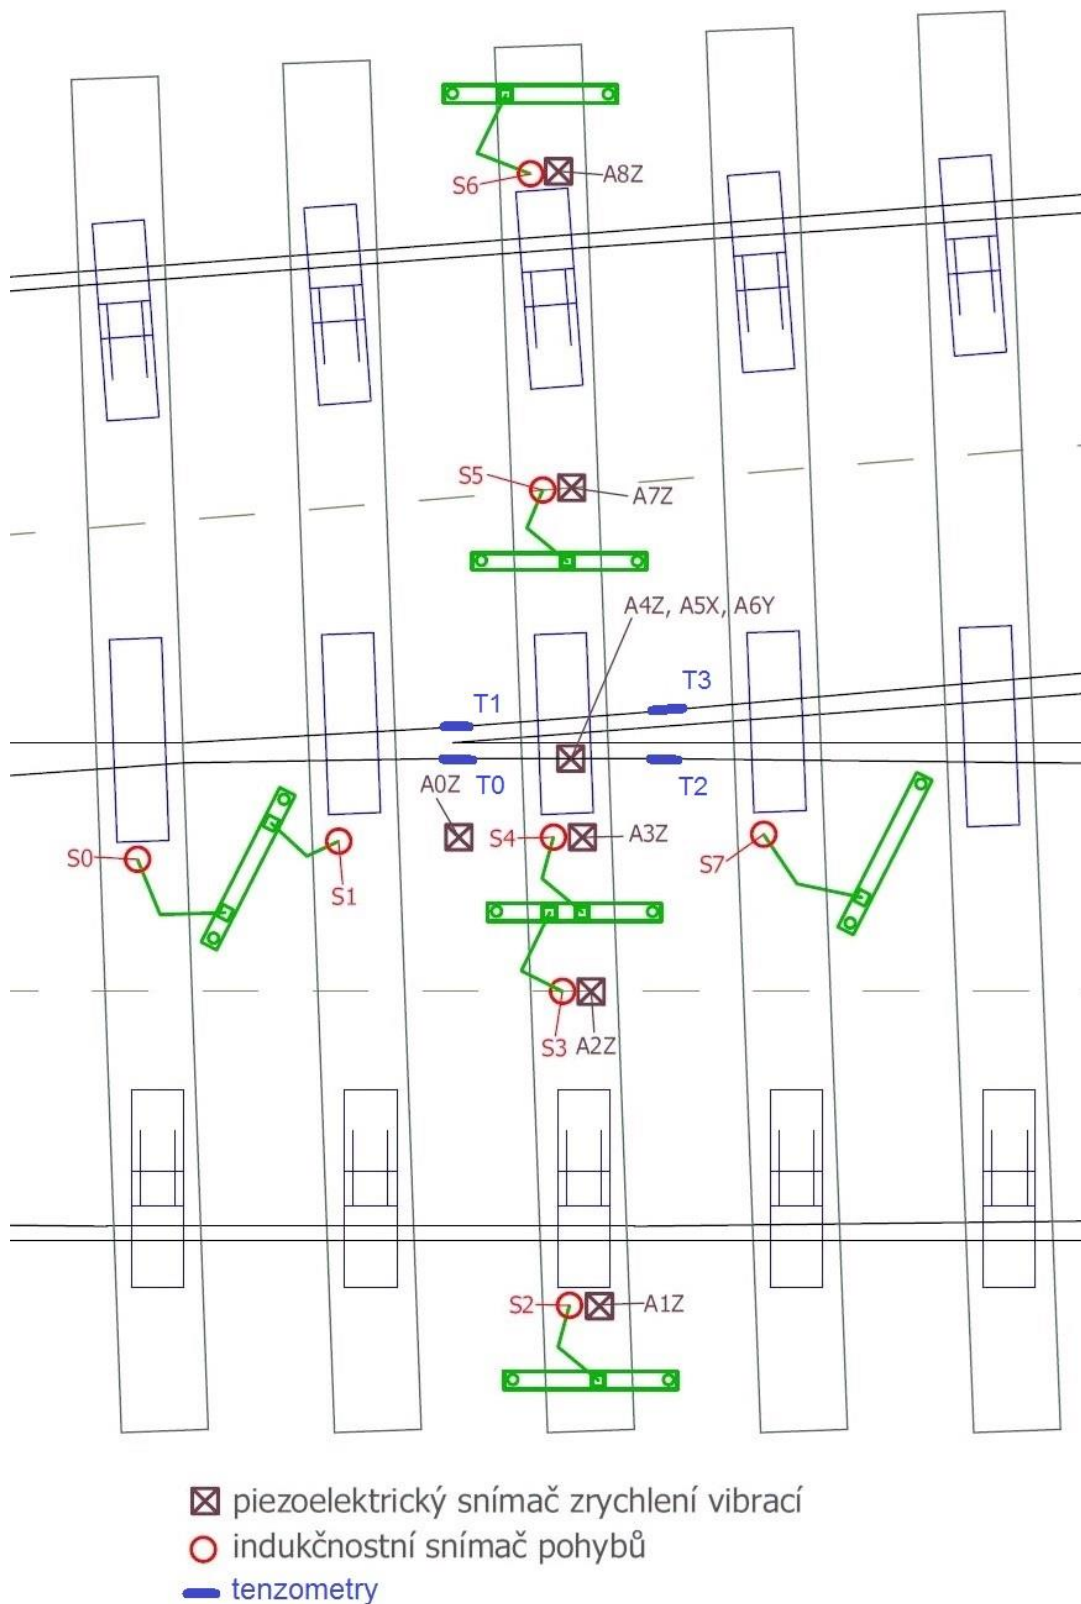 S6
A8Z
S5
A7Z
A4Z, A5X, A6Y
T1
T3
T0
T2
A0Z
S0
S1
S4
A3Z
S7
S3
A2Z
S2
A1Z
piezoelektrický snímač zrychlení vibrací
indukčnostní snímač pohybů
tenzometry